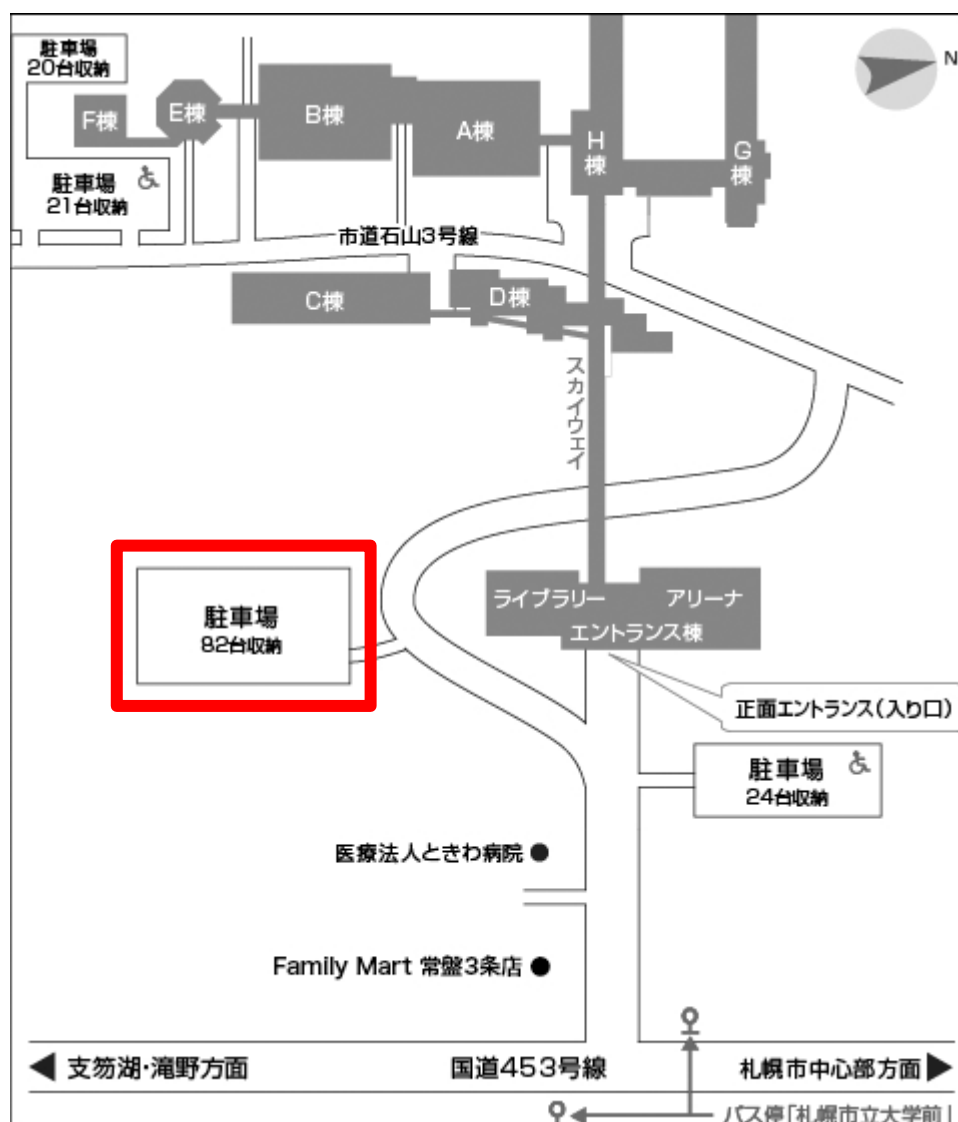 駐車場
20台収納
N
F棟
E棟
B棟
A棟
H棟
G棟
駐車場
21台収納
市道石山3号線
C棟
D棟
スカイウェイ
駐車場
82台収納
ライブラリー
アリーナ
エントランス棟
正面エントランス(入り口)
駐車場
24台収納
医療法人ときわ病院
Family Mart 常盤3条店
支笏湖・滝野方面
国道453号線
札幌市中心部方面
バス停「札幌市立大学前」